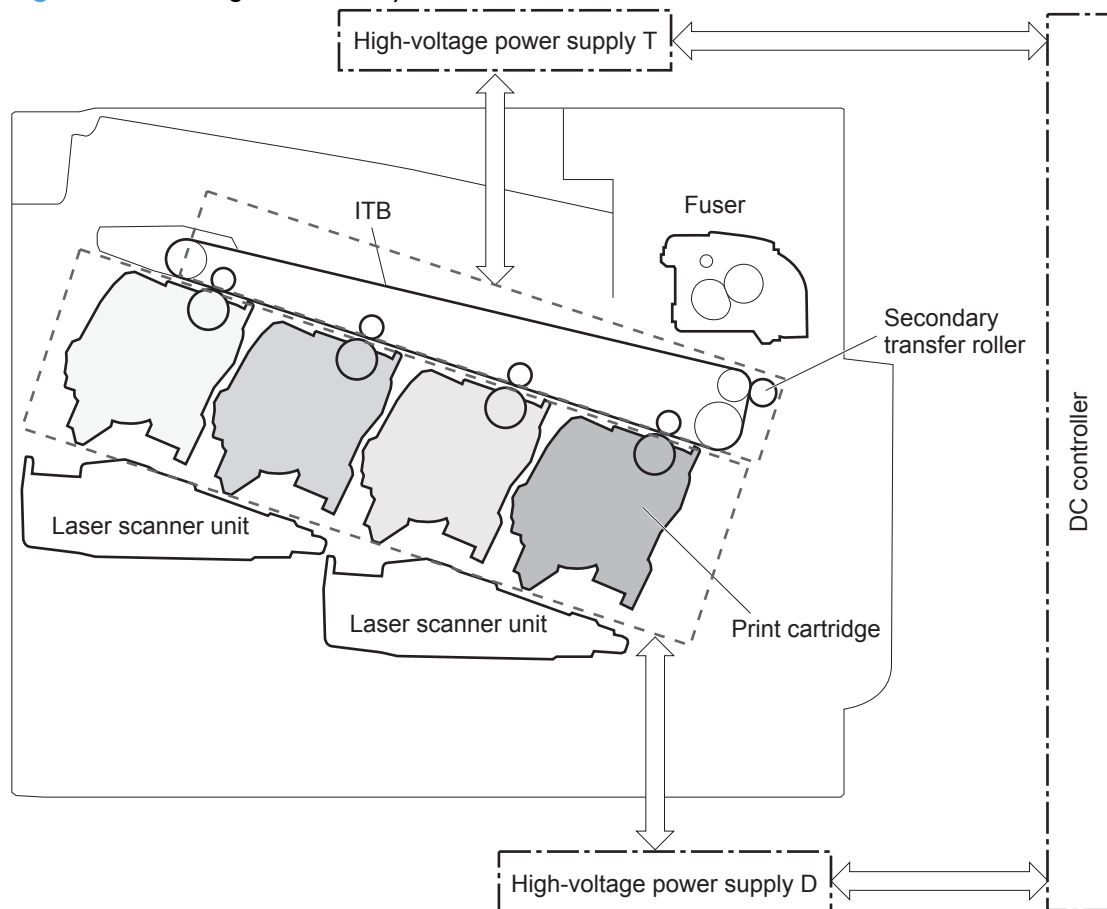 High-voltage power supply T
ITB
Fuser
Secondary
transfer roller
DC controller
Laser scanner unit
Laser scanner unit
Print cartridge
High-voltage power supply D